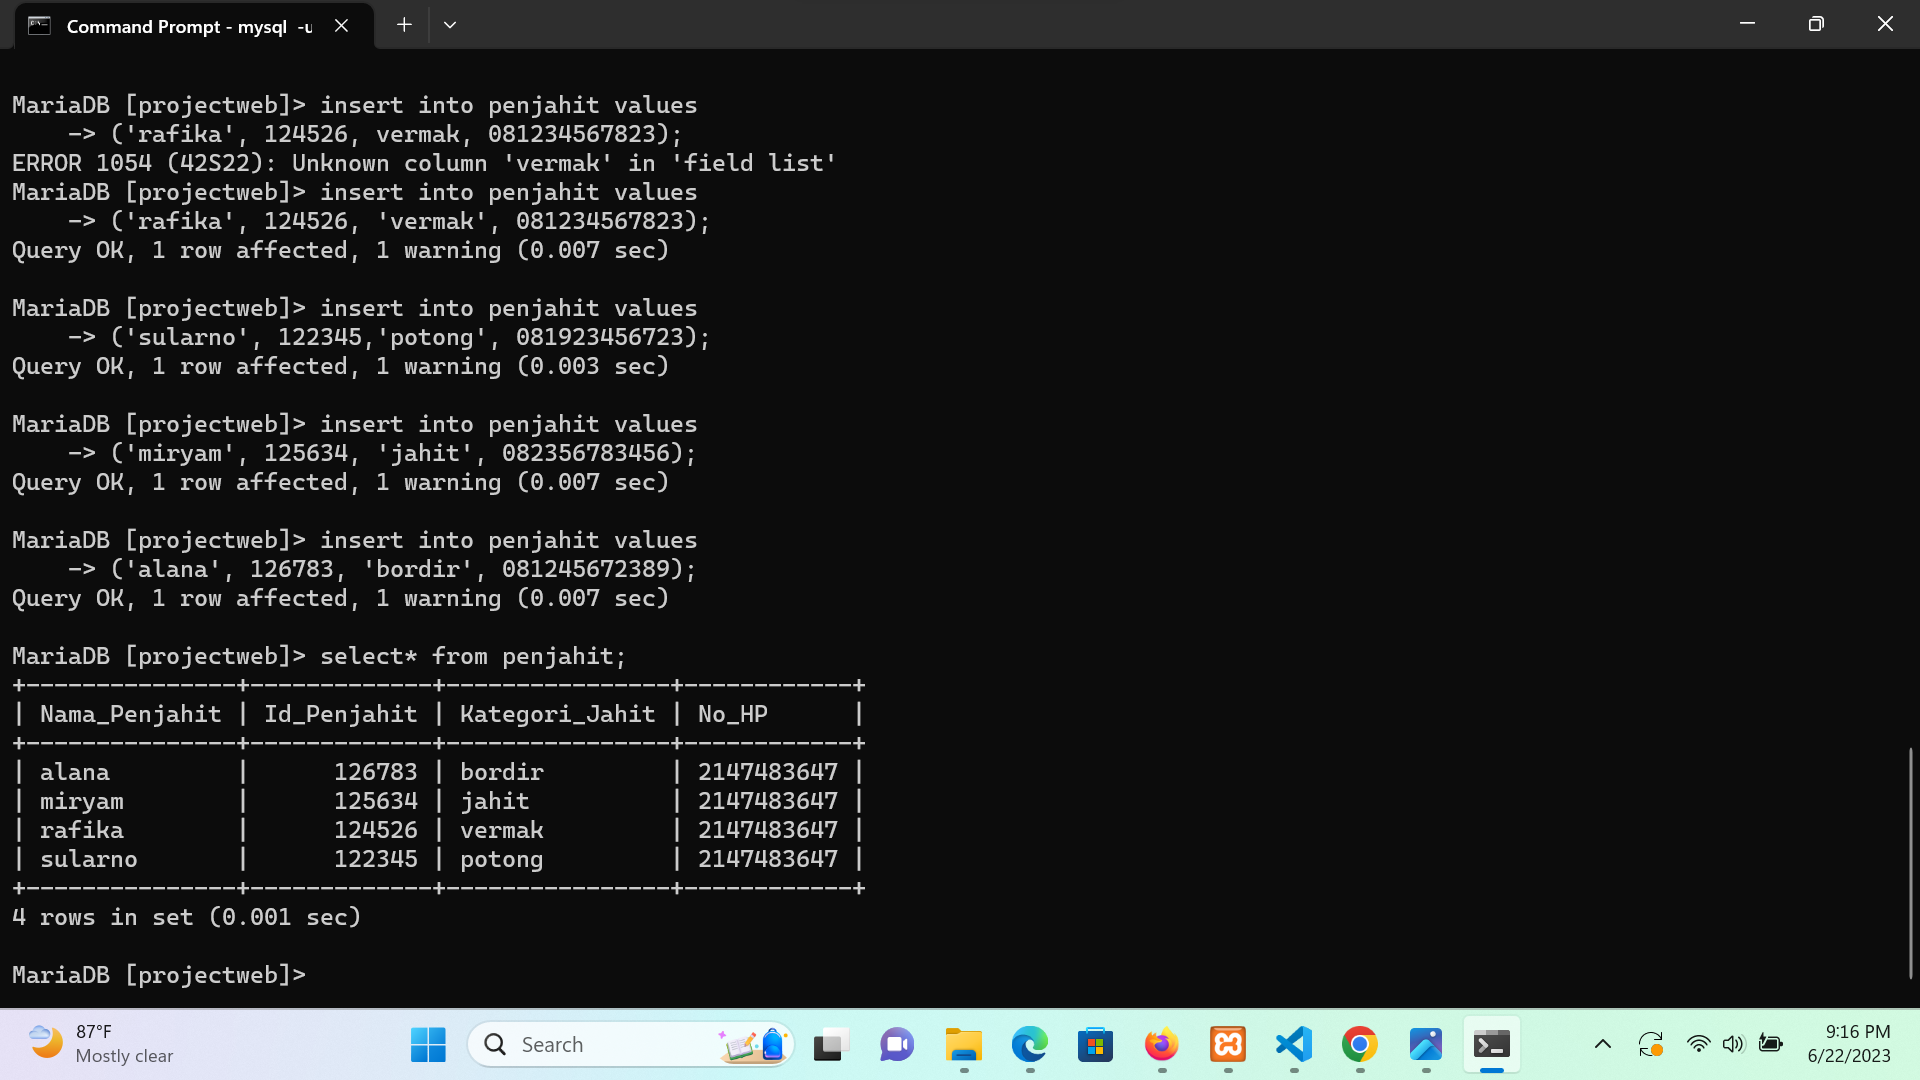 Command Prompt - mysql  -u
MariaDB [projectweb]> insert into penjahit values
    -> ('rafika', 124526, vermak, 081234567823);
ERROR 1054 (42S22): Unknown column 'vermak' in 'field list'
MariaDB [projectweb]> insert into penjahit values
    -> ('rafika', 124526, 'vermak', 081234567823);
Query OK, 1 row affected, 1 warning (0.007 sec)
MariaDB [projectweb]> insert into penjahit values
    -> ('sularno', 122345,'potong', 081923456723);
Query OK, 1 row affected, 1 warning (0.003 sec)
MariaDB [projectweb]> insert into penjahit values
    -> ('miryam', 125634, 'jahit', 082356783456);
Query OK, 1 row affected, 1 warning (0.007 sec)
MariaDB [projectweb]> insert into penjahit values
    -> ('alana', 126783, 'bordir', 081245672389);
Query OK, 1 row affected, 1 warning (0.007 sec)
MariaDB [projectweb]> select* from penjahit;
+---------------+-------------+----------------+------------+
| Nama_Penjahit | Id_Penjahit | Kategori_Jahit | No_HP      |
+---------------+-------------+----------------+------------+
| alana         |      126783 | bordir         | 2147483647 |
| miryam        |      125634 | jahit          | 2147483647 |
| rafika        |      124526 | vermak         | 2147483647 |
| sularno       |      122345 | potong         | 2147483647 |
+---------------+-------------+----------------+------------+
4 rows in set (0.001 sec)
MariaDB [projectweb]>
87°F
Mostly clear
Search
9:16 PM
6/22/2023